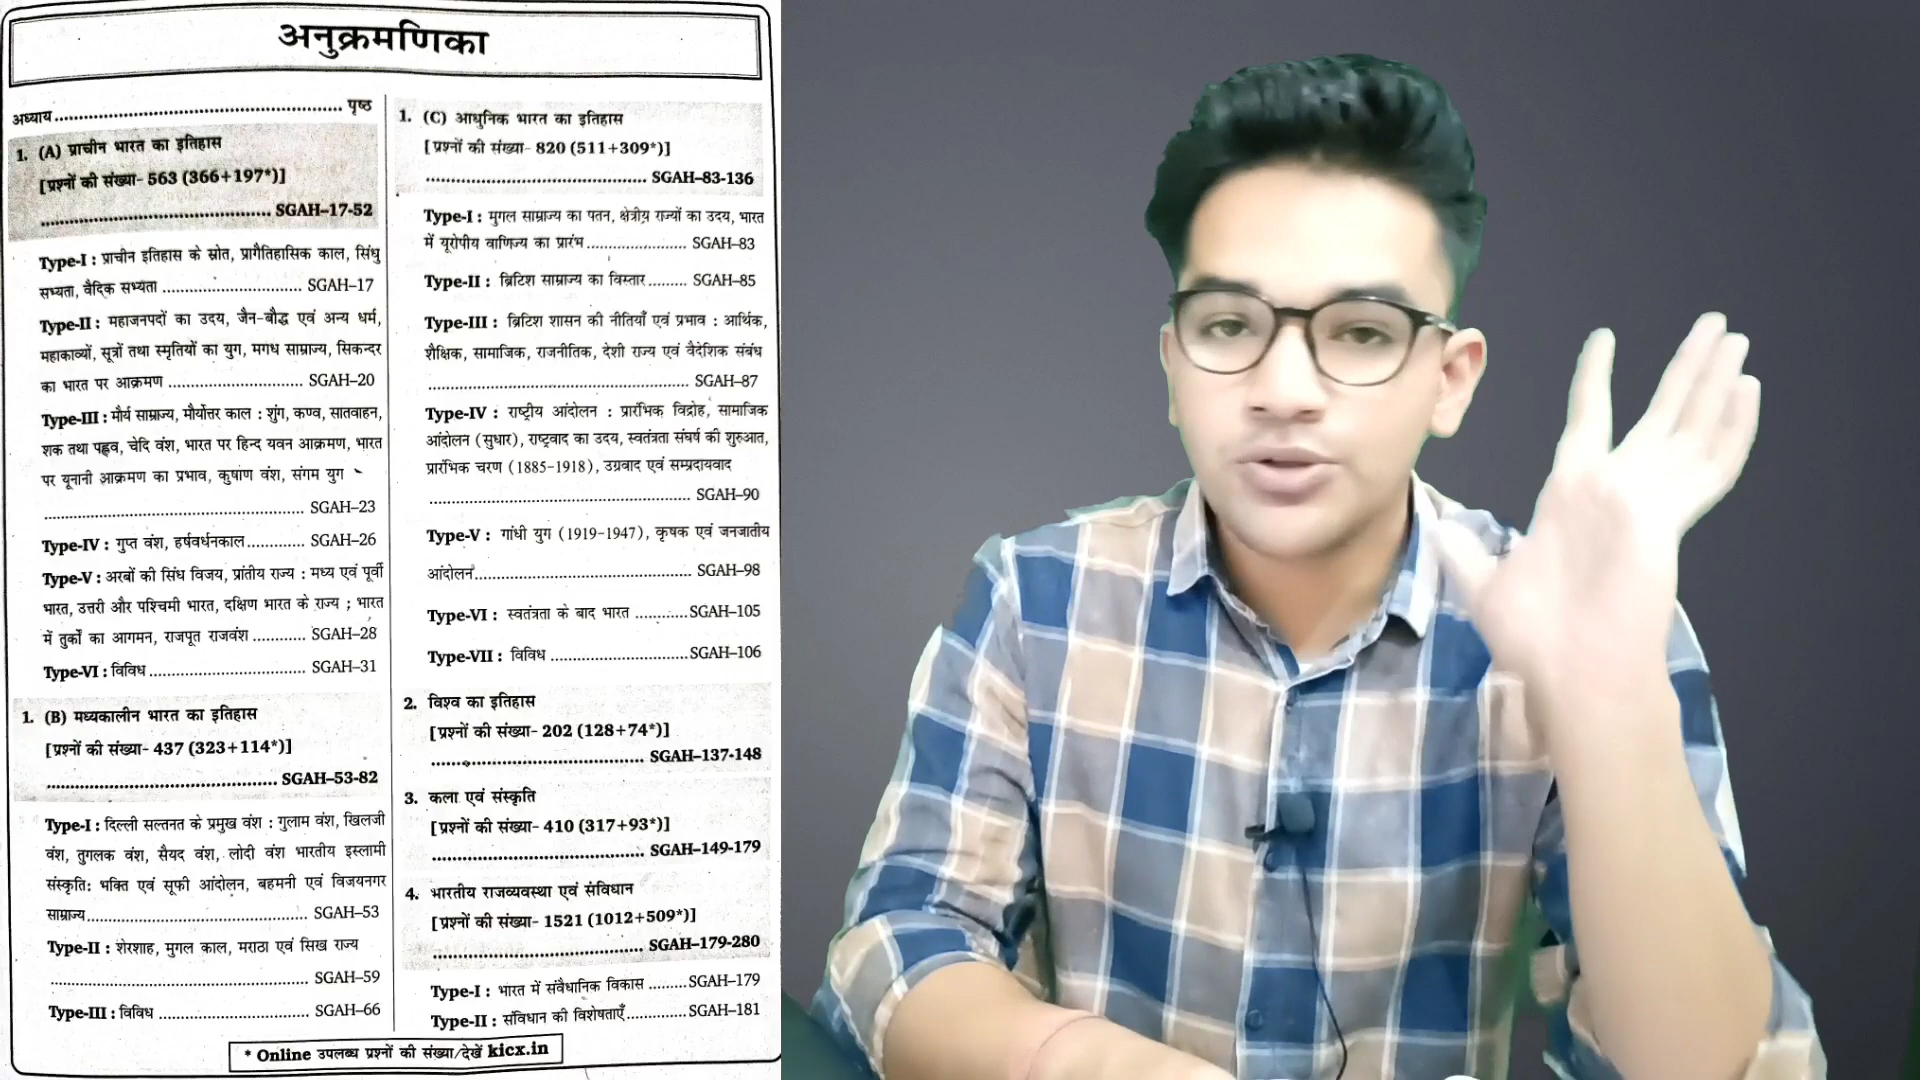 अनुक्रमणिका
अध्याय ................................................ पृष्ठ
1. (A) प्राचीन भारत का इतिहास
[प्रश्नों की संख्या- 563 (366+197*)]
............................................ SGAH–17-52
Type-I : प्राचीन इतिहास के स्रोत, प्रागैतिहासिक काल, सिंधु
सभ्यता, वैदिक सभ्यता ............................... SGAH–17
Type-II : महाजनपदों का उदय, जैन-बौद्ध एवं अन्य धर्म,
महाकाव्यों, सूत्रों तथा स्मृतियों का युग, मगध साम्राज्य, सिकन्दर
का भारत पर आक्रमण .............................. SGAH–20
Type-III : मौर्य साम्राज्य, मौर्योत्तर काल : शुंग, कण्व, सातवाहन,
शक तथा पह्लव, चेदि वंश, भारत पर हिन्द यवन आक्रमण, भारत
पर यूनानी आक्रमण का प्रभाव, कुषाण वंश, संगम युग
.......................................................... SGAH–23
Type-IV : गुप्त वंश, हर्षवर्धनकाल............. SGAH–26
Type-V : अरबों की सिंध विजय, प्रांतीय राज्य : मध्य एवं पूर्वी
भारत, उत्तरी और पश्चिमी भारत, दक्षिण भारत के राज्य ; भारत
में तुर्कों का आगमन, राजपूत राजवंश ............ SGAH–28
Type-VI : विविध ................................... SGAH–31
1. (B) मध्यकालीन भारत का इतिहास
[प्रश्नों की संख्या- 437 (323+114*)]
............................................ SGAH–53-82
Type-I : दिल्ली सल्तनत के प्रमुख वंश : गुलाम वंश, खिलजी
वंश, तुगलक वंश, सैयद वंश, लोदी वंश भारतीय इस्लामी
संस्कृति: भक्ति एवं सूफी आंदोलन, बहमनी एवं विजयनगर
साम्राज्य................................................. SGAH–53
Type-II : शेरशाह, मुगल काल, मराठा एवं सिख राज्य
.......................................................... SGAH–59
Type-III : विविध .................................. SGAH–66
1. (C) आधुनिक भारत का इतिहास
[प्रश्नों की संख्या- 820 (511+309*)]
............................................ SGAH–83-136
Type-I : मुगल साम्राज्य का पतन, क्षेत्रीय राज्यों का उदय, भारत
में यूरोपीय वाणिज्य का प्रारंभ ...................... SGAH–83
Type-II : ब्रिटिश साम्राज्य का विस्तार ......... SGAH–85
Type-III : ब्रिटिश शासन की नीतियाँ एवं प्रभाव : आर्थिक,
शैक्षिक, सामाजिक, राजनीतिक, देशी राज्य एवं वैदेशिक संबंध
.......................................................... SGAH–87
Type-IV : राष्ट्रीय आंदोलन : प्रारंभिक विद्रोह, सामाजिक
आंदोलन (सुधार), राष्ट्रवाद का उदय, स्वतंत्रता संघर्ष की शुरुआत,
प्रारंभिक चरण (1885-1918), उग्रवाद एवं सम्प्रदायवाद
.......................................................... SGAH–90
Type-V : गांधी युग (1919-1947), कृषक एवं जनजातीय
आंदोलन................................................ SGAH–98
Type-VI : स्वतंत्रता के बाद भारत ............SGAH–105
Type-VII : विविध ...............................SGAH–106
2. विश्व का इतिहास
[प्रश्नों की संख्या- 202 (128+74*)]
.......................................... SGAH–137-148
3. कला एवं संस्कृति
[प्रश्नों की संख्या- 410 (317+93*)]
.......................................... SGAH–149-179
4. भारतीय राजव्यवस्था एवं संविधान
[प्रश्नों की संख्या- 1521 (1012+509*)]
.......................................... SGAH–179-280
Type-I : भारत में संवैधानिक विकास .........SGAH–179
Type-II : संविधान की विशेषताएँ.............SGAH–181
* Online उपलब्ध प्रश्नों की संख्या/देखें kicx.in